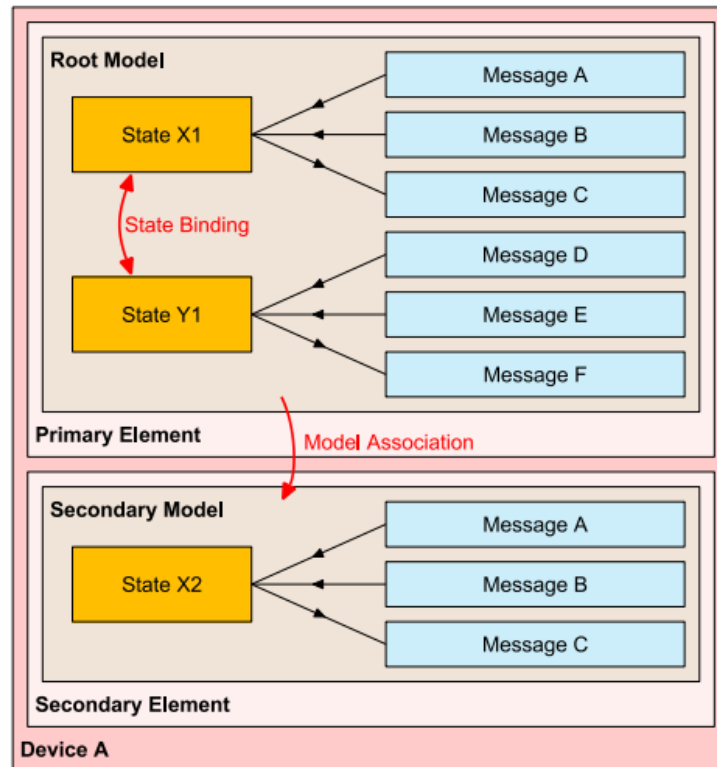 Root Model
Message A
State X1
Message B
Message C
State Binding
Message D
State Y1
Message E
Message F
Primary Element
Model Association
Secondary Model
Message A
State X2
Message B
Message C
Secondary Element
Device A